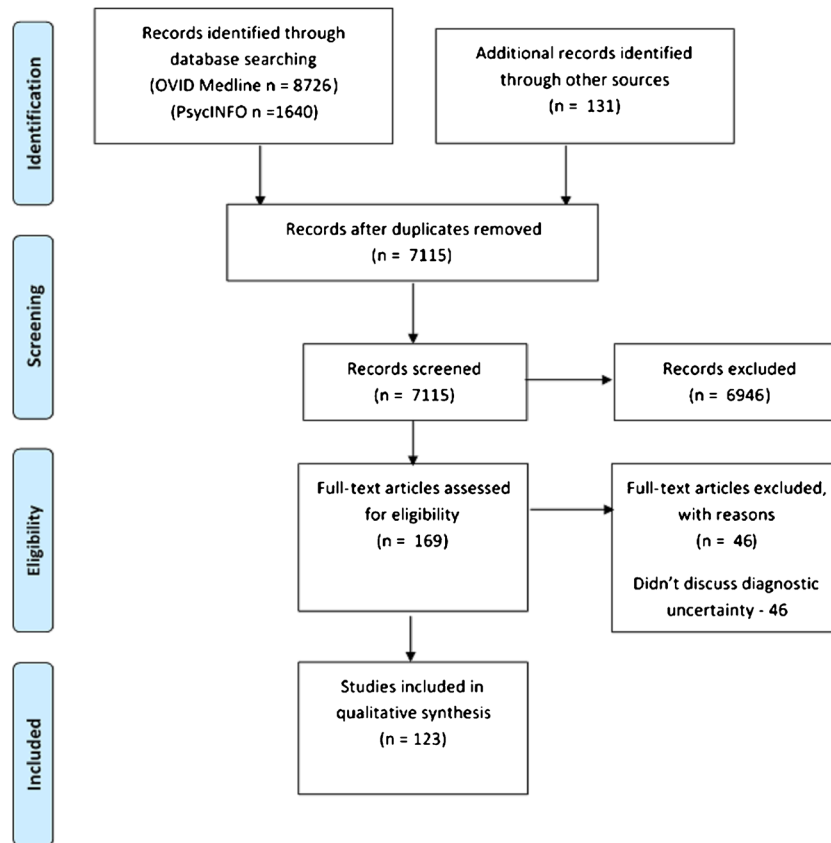 Identification
Records identified through
database searching
(OVID Medline n = 8726)
(PsycINFO n =1640)
Additional records identified
through other sources
(n = 131)
Records after duplicates removed
(n = 7115)
Screening
Records screened
(n = 7115)
Records excluded
(n = 6946)
Eligibility
Full-text articles assessed
for eligibility
(n = 169)
Full-text articles excluded,
with reasons
(n = 46)
Didn't discuss diagnostic
uncertainty - 46
Included
Studies included in
qualitative synthesis
(n = 123)